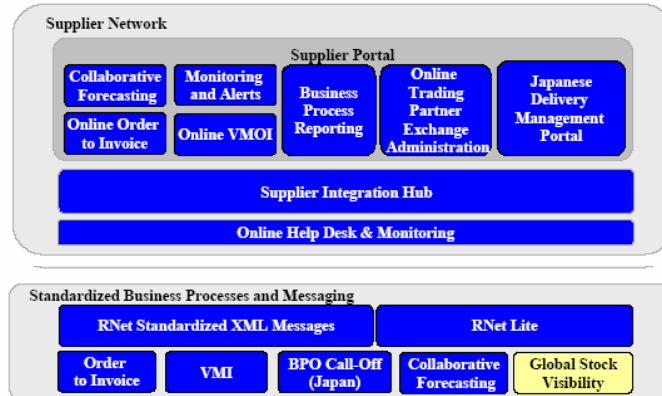 Supplier Network
Supplier Portal
Collaborative
Forecasting
Monitoring
and Alerts
Business
Process
Reporting
Online
Trading
Partner
Exchange
Administration
Japanese
Delivery
Management
Portal
Online Order
to Invoice
Online VMOI
Supplier Integration Hub
Online Help Desk & Monitoring
Standardized Business Processes and Messaging
RNet Standardized XML Messages
RNet Lite
Order
to Invoice
VMI
BPO Call-Off
(Japan)
Collaborative
Forecasting
Global Stock
Visibility